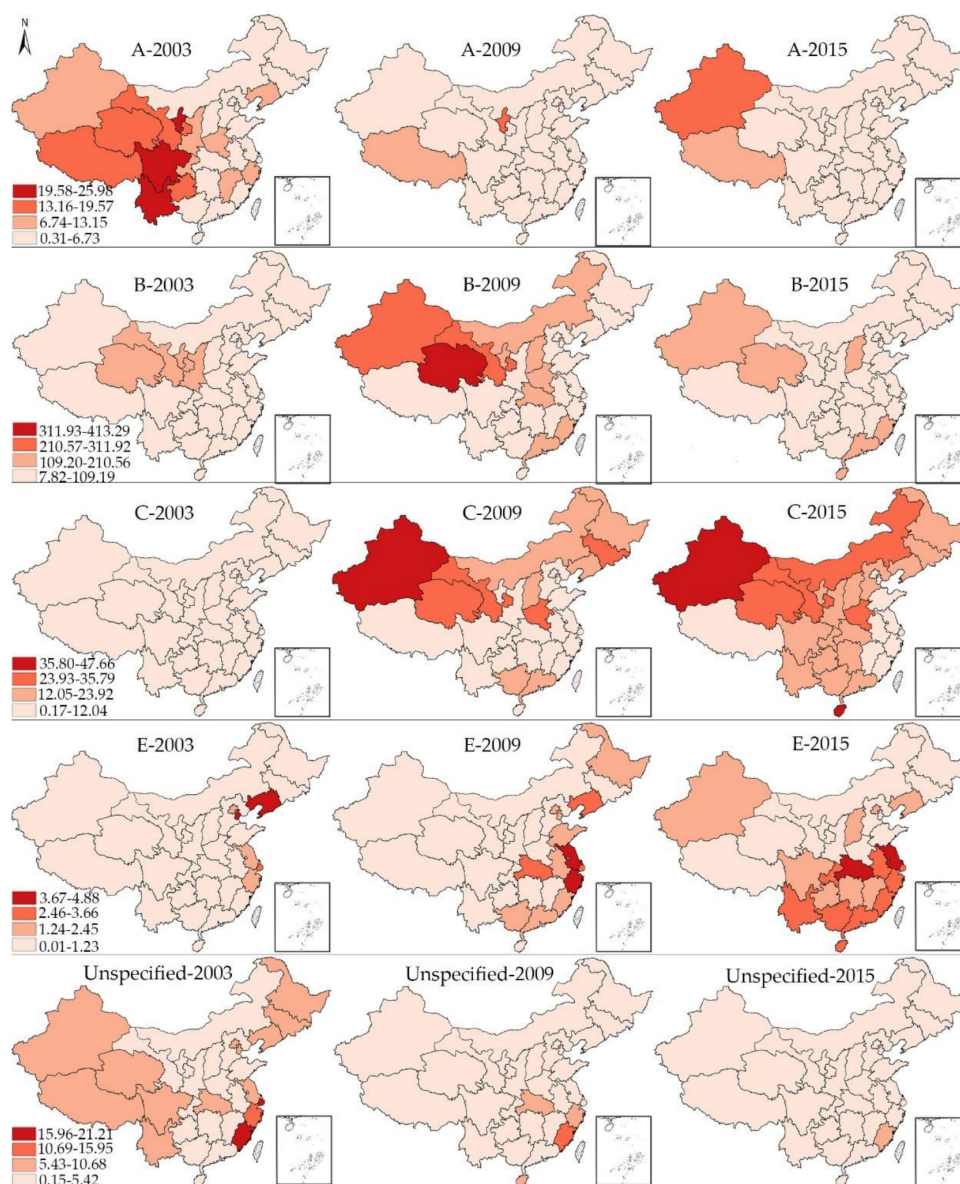 N
A-2003
A-2009
A-2015
19.58-25.98
13.16-19.57
6.74-13.15
0.31-6.73
B-2003
B-2009
B-2015
311.93-413.29
210.57-311.92
109.20-210.56
7.82-109.19
C-2003
C-2009
C-2015
35.80-47.66
23.93-35.79
12.05-23.92
0.17-12.04
E-2003
E-2009
E-2015
3.67-4.88
2.46-3.66
1.24-2.45
0.01-1.23
Unspecified-2003
Unspecified-2009
Unspecified-2015
15.96-21.21
10.69-15.95
5.43-10.68
0.15-5.42